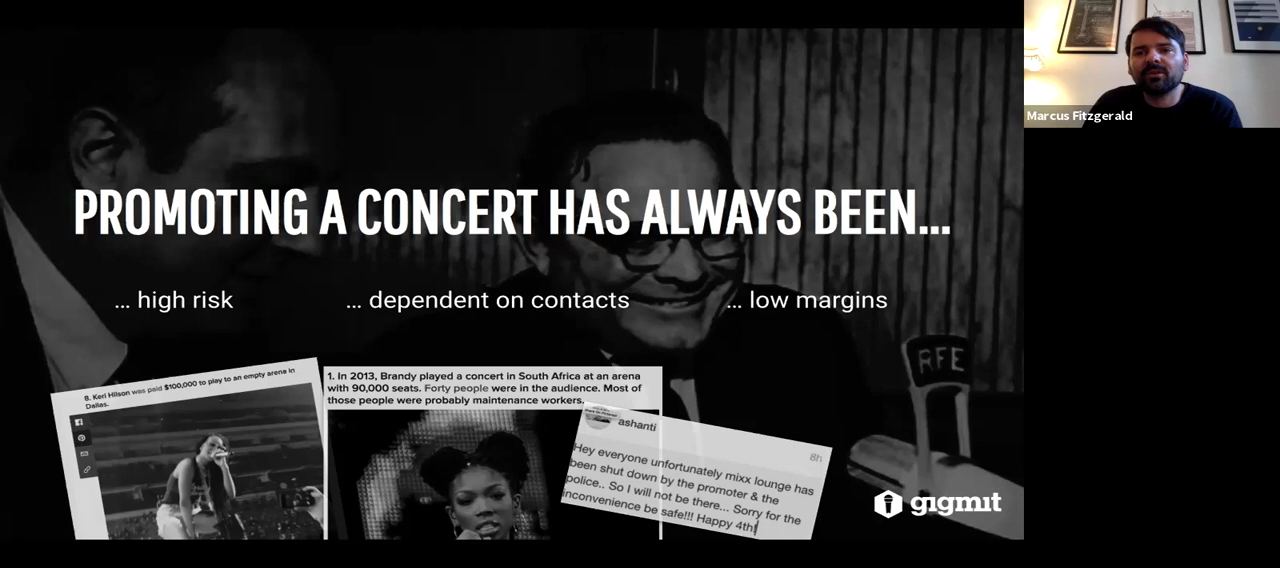 Marcus Fitzgerald
PROMOTING A CONCERT HAS ALWAYS BEEN...
... high risk
... dependent on contacts
... low margins
RFE
8. Keri Hilson was paid $100,000 to play to an empty arena in
Dallas.
1. In 2013, Brandy played a concert in South Africa at an arena
with 90,000 seats. Forty people were in the audience. Most of
those people were probably maintenance workers.
ashanti
8h
Hey everyone unfortunately mixx lounge has
been shut down by the promoter & the
police.. So I will not be there... Sorry for the
inconvenience be safe!!! Happy 4th!
gigmit